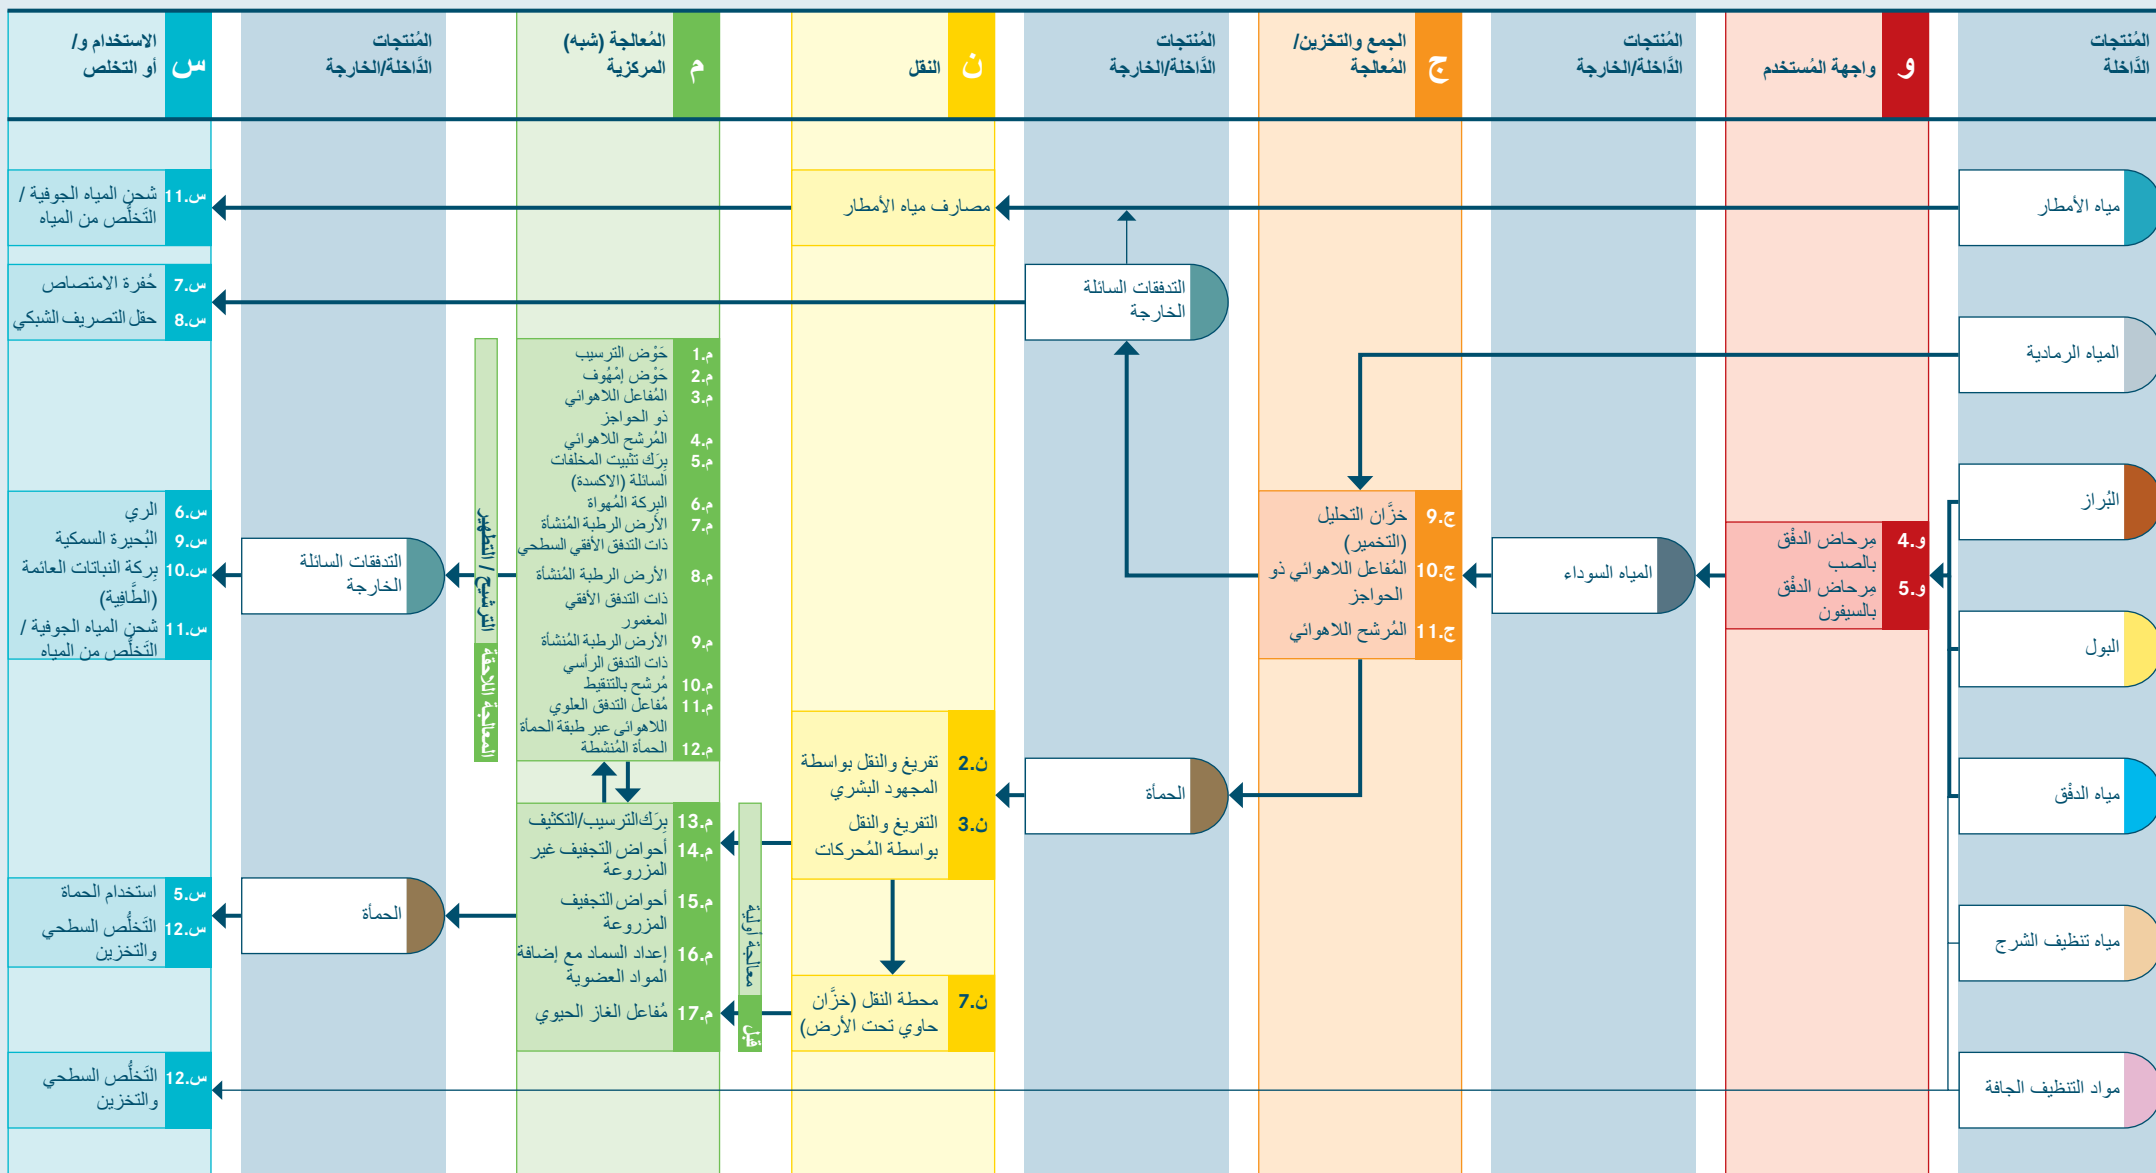 المُنتجات
الدَّاخلة
و
واجهة المُستخدم
المُنتجات
الدَّاخلة/الخارجة
ج
الجمع والتخزين/
المُعالجة
المُنتجات
الدَّاخلة/الخارجة
ن
النقل
م
المُعالجة (شبه)
المركزية
المُنتجات
الدَّاخلة/الخارجة
س
الاستخدام و/
أو التخلص
مياه الأمطار
المياه الرمادية
البُراز
البول
مياه الدفْق
مياه تنظيف الشرج
مواد التنظيف الجافة
و.4 مِرحاض الدفْق
بالصب
و.5 مِرحاض الدفْق
بالسيفون
المياه السوداء
ج.9 خزَّان التحليل
(التخمير)
ج.10 المُفاعل اللاهوائي ذو
الحواجز
ج.11 المُرشح اللاهوائي
التدفقات السائلة
الخارجة
الحمأة
مصارف مياه الأمطار
ن.2 تفريغ والنقل بواسطة
المجهود البشري
ن.3 التفريغ والنقل
بواسطة المُحركات
ن.7 محطة النقل (خزَّان
حاوي تحت الأرض)
معالجة أولية
قبل
م.1 حَوْض الترسيب
م.2 حَوْض إمْهُوف
م.3 المُفاعل اللاهوائي
ذو الحواجز
م.4 المُرشح اللاهوائي
م.5 بِرَك تثبيت المخلفات
السائلة (الاكسدة)
م.6 البِركة المُهواة
م.7 الأرض الرطبة المُنشأة
ذات التدفق الأفقي السطحي
م.8 الأرض الرطبة المُنشأة
ذات التدفق الأفقي
المغمور
م.9 الأرض الرطبة المُنشأة
ذات التدفق الرأسي
م.10 مُرشح بالتنقيط
م.11 مُفاعل التدفق العلوي
اللاهوائى عبر طبقة الحمأة
م.12 الحمأة المُنشطة
م.13 بِرَك الترسيب/التكثيف
م.14 أحواض التجفيف غير
المزروعة
م.15 أحواض التجفيف
المزروعة
م.16 إعداد السماد مع إضافة
المواد العضوية
م.17 مُفاعل الغاز الحيوي
الترشيح / التطهير
المعالجة اللاحقة
التدفقات السائلة
الخارجة
الحمأة
س.11 شحن المياه الجوفية /
التَخلُّص من المياه
س.7 حُفرة الامتصاص
س.8 حقل التصريف الشبكي
س.6 الري
س.9 البُحيرة السمكية
س.10 بِركة النباتات العائمة
(الطَّافِية)
س.11 شحن المياه الجوفية /
التَخلُّص من المياه
س.5 استخدام الحماة
س.12 التَخلُّص السطحي
والتخزين
س.12 التَخلُّص السطحي
والتخزين